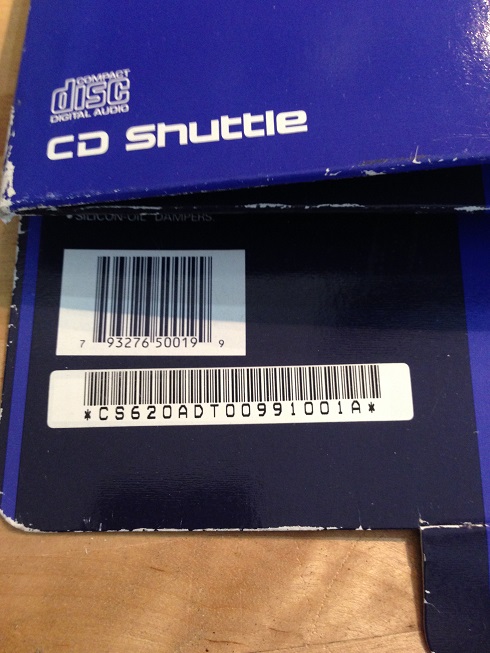 COMPACT
disc
DIGITAL AUDIO
CD Shuttle
• SILICON-OIL DAMPERS.
7 93276 50019 9
*CS620ADT00991001A*